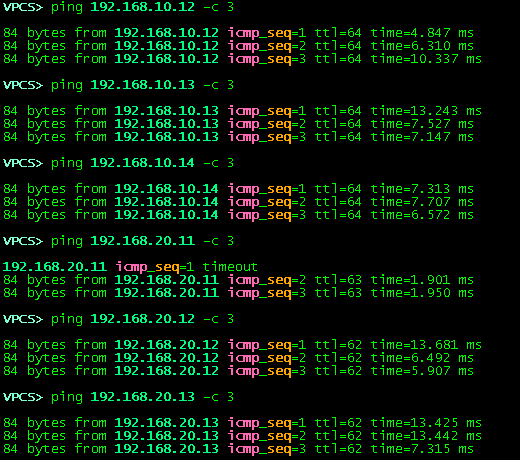 VPCS> ping 192.168.10.12 -c 3
84 bytes from 192.168.10.12 icmp_seq=1 ttl=64 time=4.847 ms
84 bytes from 192.168.10.12 icmp_seq=2 ttl=64 time=6.310 ms
84 bytes from 192.168.10.12 icmp_seq=3 ttl=64 time=10.337 ms
VPCS> ping 192.168.10.13 -c 3
84 bytes from 192.168.10.13 icmp_seq=1 ttl=64 time=13.243 ms
84 bytes from 192.168.10.13 icmp_seq=2 ttl=64 time=7.527 ms
84 bytes from 192.168.10.13 icmp_seq=3 ttl=64 time=7.147 ms
VPCS> ping 192.168.10.14 -c 3
84 bytes from 192.168.10.14 icmp_seq=1 ttl=64 time=7.313 ms
84 bytes from 192.168.10.14 icmp_seq=2 ttl=64 time=7.707 ms
84 bytes from 192.168.10.14 icmp_seq=3 ttl=64 time=6.572 ms
VPCS> ping 192.168.20.11 -c 3
192.168.20.11 icmp_seq=1 timeout
84 bytes from 192.168.20.11 icmp_seq=2 ttl=63 time=1.901 ms
84 bytes from 192.168.20.11 icmp_seq=3 ttl=63 time=1.950 ms
VPCS> ping 192.168.20.12 -c 3
84 bytes from 192.168.20.12 icmp_seq=1 ttl=62 time=13.681 ms
84 bytes from 192.168.20.12 icmp_seq=2 ttl=62 time=6.492 ms
84 bytes from 192.168.20.12 icmp_seq=3 ttl=62 time=5.907 ms
VPCS> ping 192.168.20.13 -c 3
84 bytes from 192.168.20.13 icmp_seq=1 ttl=62 time=13.425 ms
84 bytes from 192.168.20.13 icmp_seq=2 ttl=62 time=13.442 ms
84 bytes from 192.168.20.13 icmp_seq=3 ttl=62 time=7.315 ms